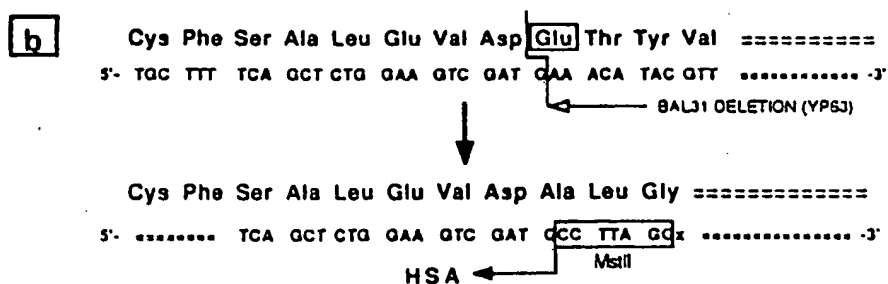 b
Cys Phe Ser Ala Leu Glu Val Asp Glu Thr Tyr Val ==========
5'- TGC TTT TCA GCT CTG GAA GTC GAT GAA ACA TAC GTT ............ -3'
BAL31 DELETION (YP63)
Cys Phe Ser Ala Leu Glu Val Asp Ala Leu Gly =============
5'- ........ TCA GCT CTG GAA GTC GAT GCC TTA GGx ................ -3'
MstII
HSA